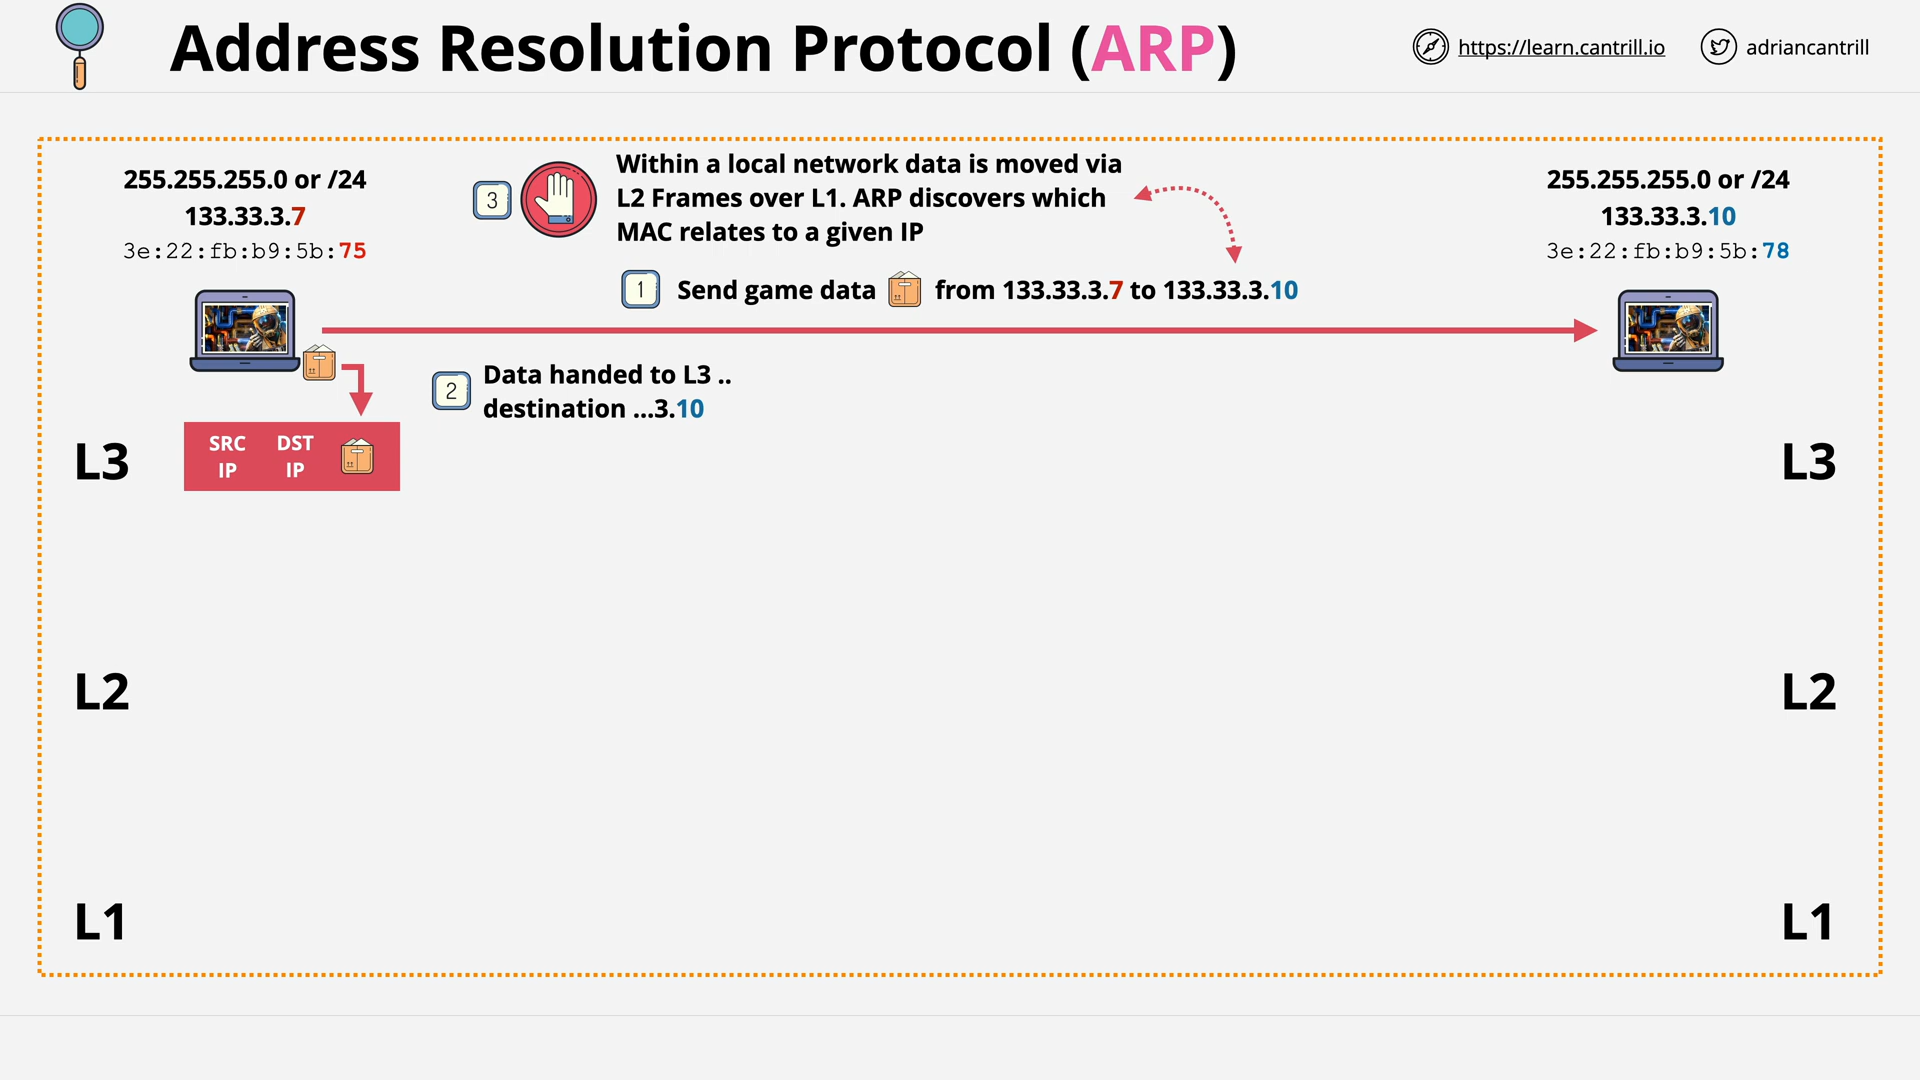 Address Resolution Protocol (ARP)
https://learn.cantrill.io
adriancantrill
255.255.255.0 or /24
133.33.3.7
3e:22:fb:b9:5b:75
3
Within a local network data is moved via
L2 Frames over L1. ARP discovers which
MAC relates to a given IP
255.255.255.0 or /24
133.33.3.10
3e:22:fb:b9:5b:78
1
Send game data from 133.33.3.7 to 133.33.3.10
2
Data handed to L3 ..
destination ...3.10
L3
SRC IP
DST IP
L3
L2
L2
L1
L1